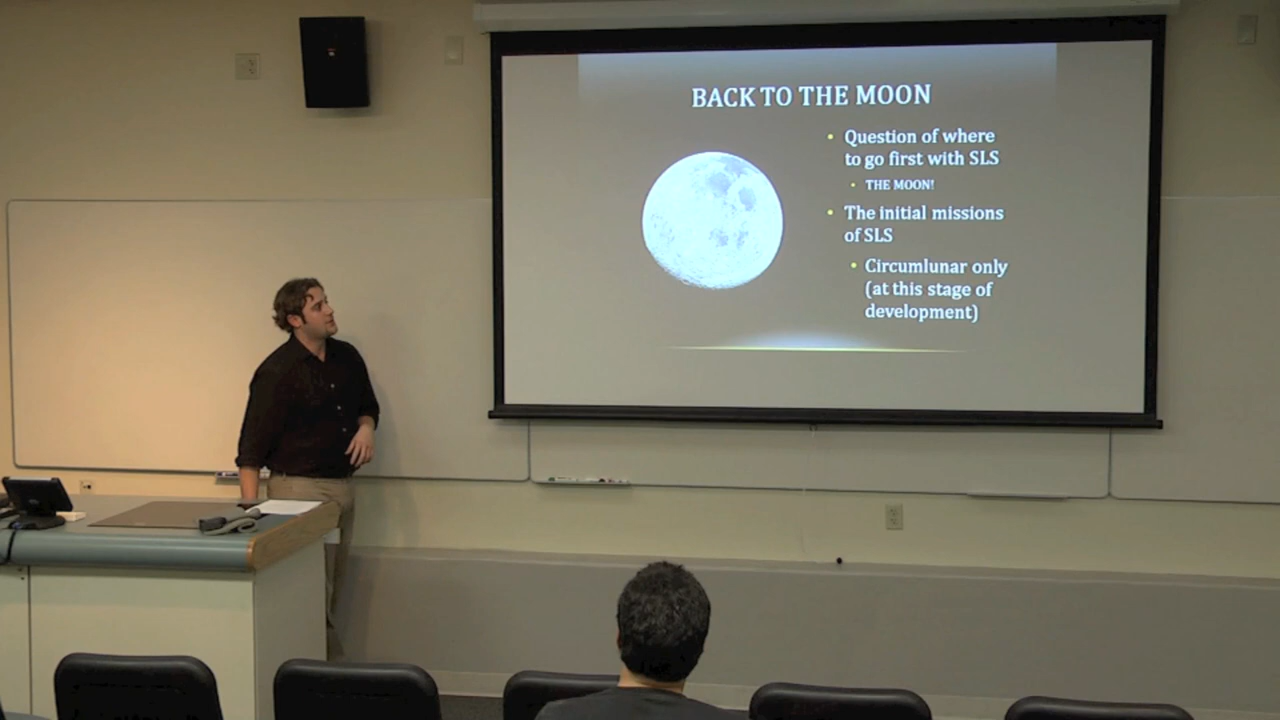 BACK TO THE MOON
• Question of where
to go first with SLS
• THE MOON!
• The initial missions
of SLS
• Circumlunar only
(at this stage of
development)